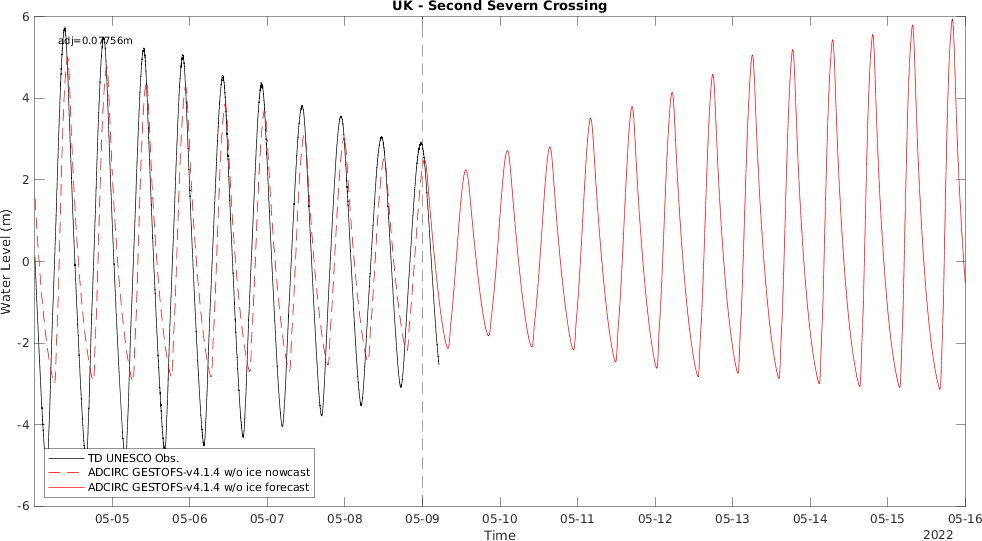 UK - Second Severn Crossing
adj=0.07756m
6
4
2
0
-2
-4
-6
Water Level (m)
TD UNESCO Obs.
ADCIRC GESTOFS-v4.1.4 w/o ice nowcast
ADCIRC GESTOFS-v4.1.4 w/o ice forecast
05-05 05-06 05-07 05-08 05-09 05-10 05-11 05-12 05-13 05-14 05-15 05-16
Time
2022